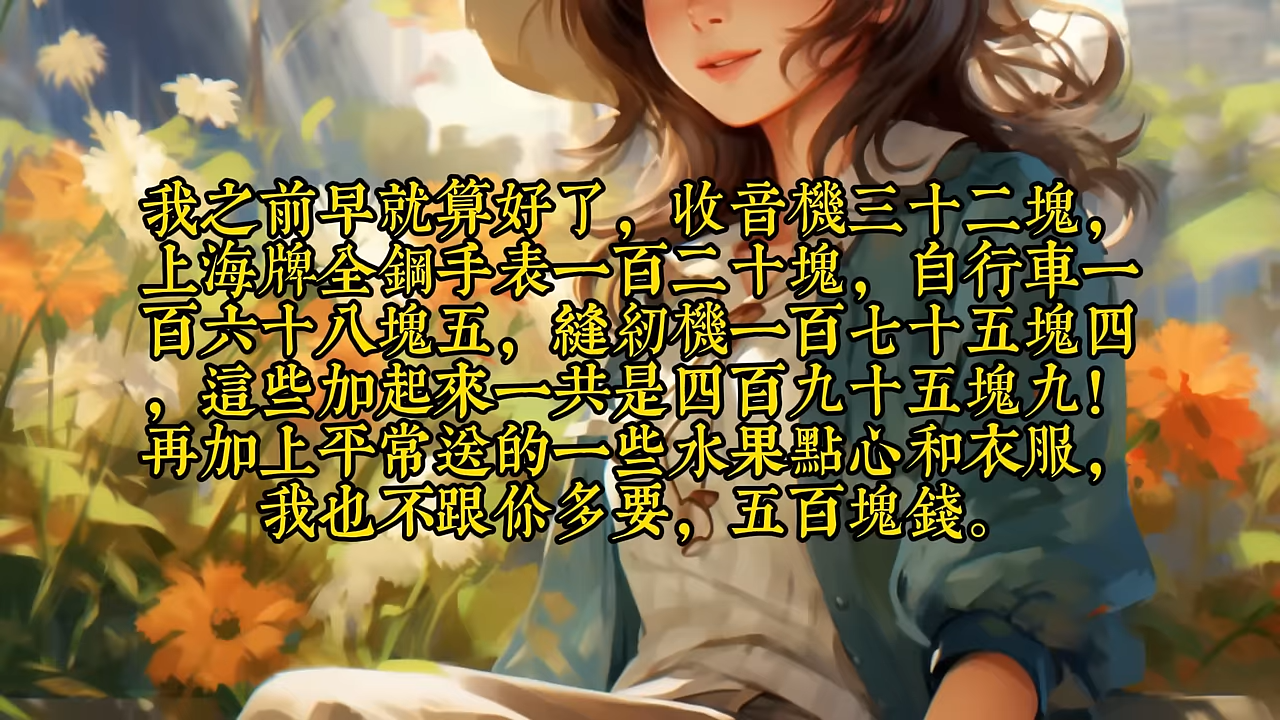 我之前早就算好了，收音機三十二塊，
上海牌全鋼手表一百二十塊，自行車一
百六十八塊五，縫紉機一百七十五塊四
，這些加起來一共是四百九十五塊九！
再加上平常送的一些水果點心和衣服，
我也不跟你多要，五百塊錢。